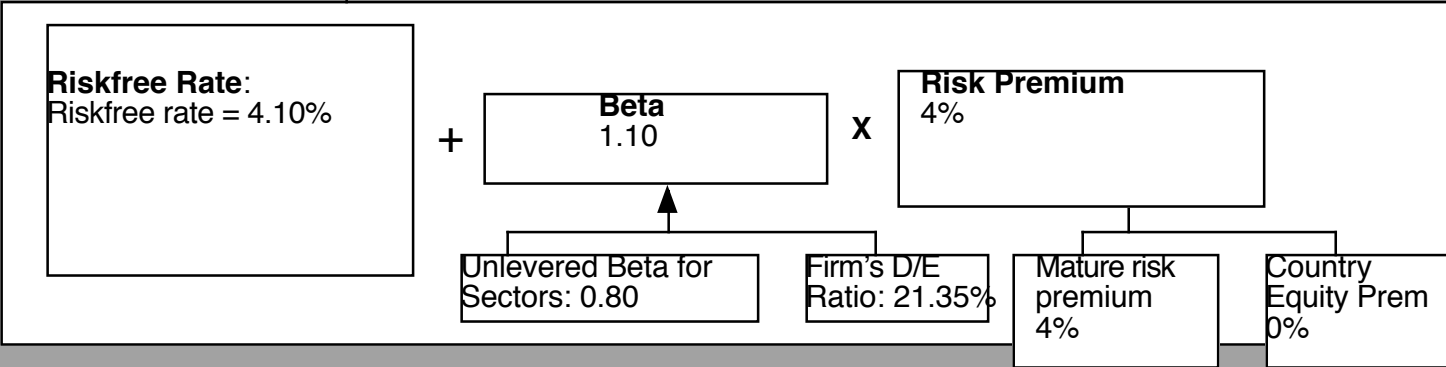 Riskfree Rate:
Riskfree rate = 4.10%
+
Beta
1.10
X
Risk Premium
4%
Unlevered Beta for
Sectors: 0.80
Firm's D/E
Ratio: 21.35%
Mature risk
premium
4%
Country
Equity Prem
0%